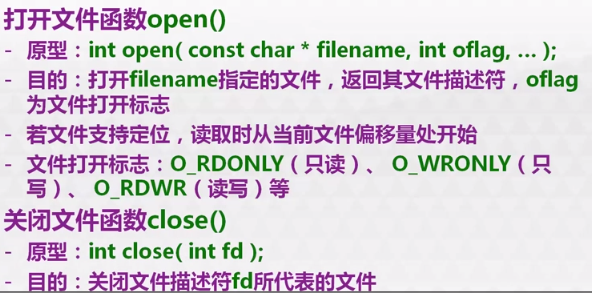 打开文件函数open()
- 原型：int open( const char * filename, int oflag, ... );
- 目的：打开filename指定的文件，返回其文件描述符，oflag
为文件打开标志
- 若文件支持定位，读取时从当前文件偏移量处开始
- 文件打开标志：O_RDONLY（只读）、 O_WRONLY（只
写）、 O_RDWR（读写）等
关闭文件函数close()
- 原型：int close( int fd );
- 目的：关闭文件描述符fd所代表的文件